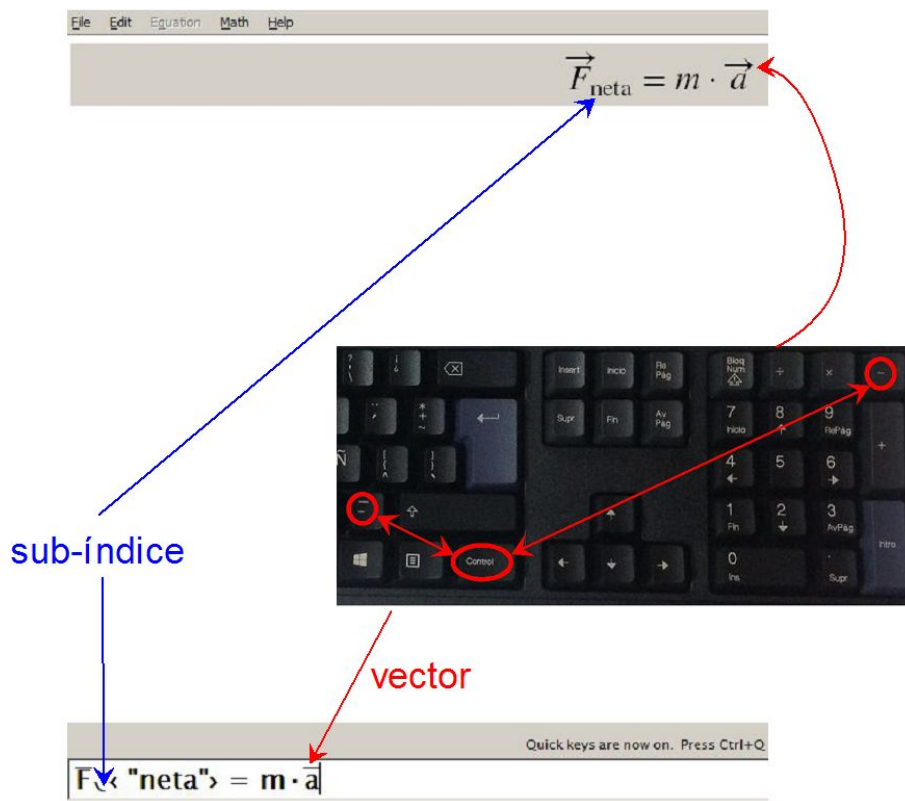 File Edit Equation Math Help
F⃗neta = m · a⃗
? ' \
¡ ¿
Insert Inicio Re Pág
Bloq Num ÷ × −
Supr Fin Av Pág
* + ~
7 Inicio 8 9 RePág +
Ñ [ { ^ ] } `
4 5 6
− 1 Fin 2 3 AvPág
Intro
Control
0 Ins . Supr
sub-índice
vector
Quick keys are now on. Press Ctrl+Q
F "neta"› = m·a